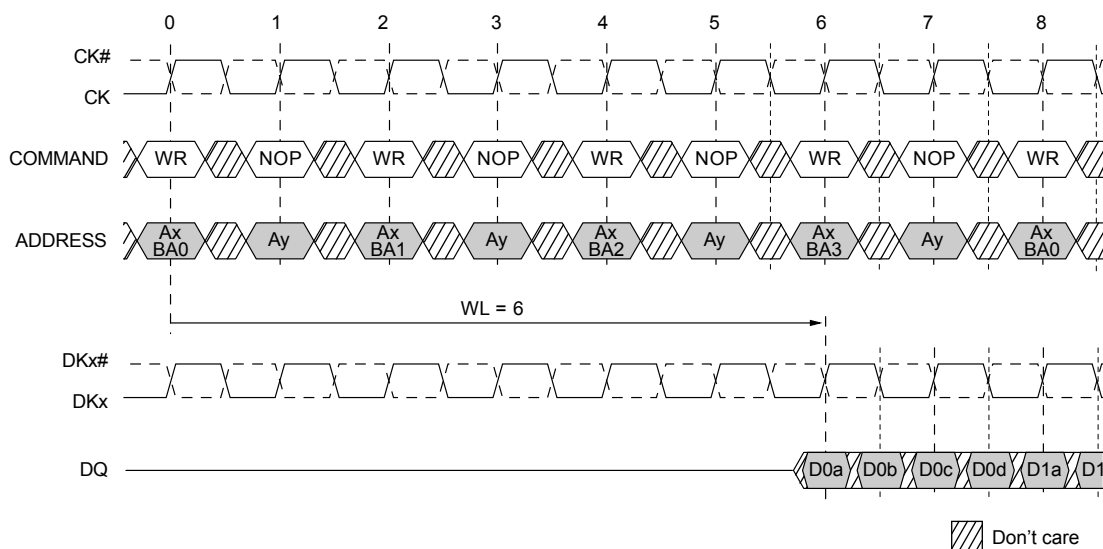 0 1 2 3 4 5 6 7 8
CK#
CK
COMMAND WR NOP WR NOP WR NOP WR NOP WR
Ax Ax Ax Ax Ax
ADDRESS BA0 Ay BA1 Ay BA2 Ay BA3 Ay BA0
WL = 6
DKx#
DKx
DQ D0a D0b D0c D0d D1a D1
Don't care